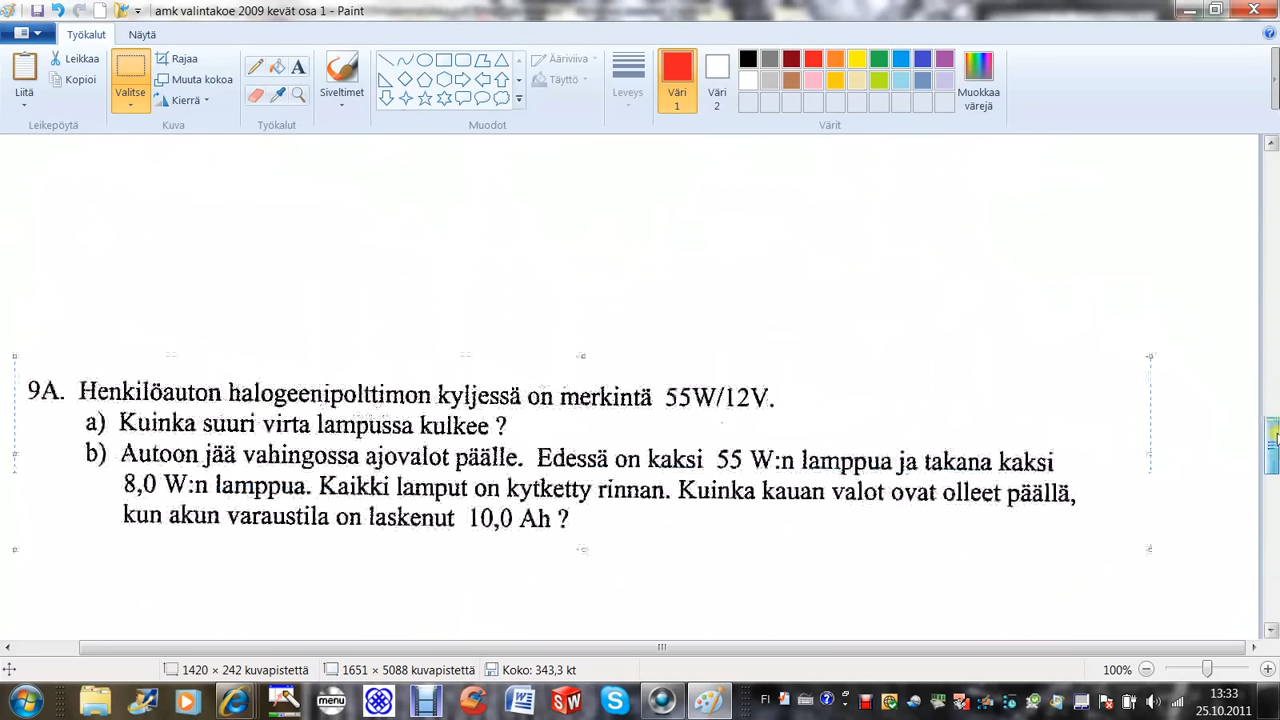 amk valintakoe 2009 kevät osa 1 - Paint
Työkalut Näytä
Liitä
Leikkaa
Kopioi
Leikepöytä
Valitse
Rajaa
Muuta kokoa
Kierrä
Kuva
A
Työkalut
Siveltimet
Ääriviiva
Täyttö
Muodot
Leveys
Väri 1
Väri 2
Muokkaa värejä
Värit
9A. Henkilöauton halogeenipolttimon kyljessä on merkintä 55W/12V.
a) Kuinka suuri virta lampussa kulkee ?
b) Autoon jää vahingossa ajovalot päälle. Edessä on kaksi 55 W:n lamppua ja takana kaksi
8,0 W:n lamppua. Kaikki lamput on kytketty rinnan. Kuinka kauan valot ovat olleet päällä,
kun akun varaustila on laskenut 10,0 Ah ?
1420 × 242 kuvapistettä 1651 × 5088 kuvapistettä Koko: 343,3 kt 100%
menu
FI
13:33
25.10.2011